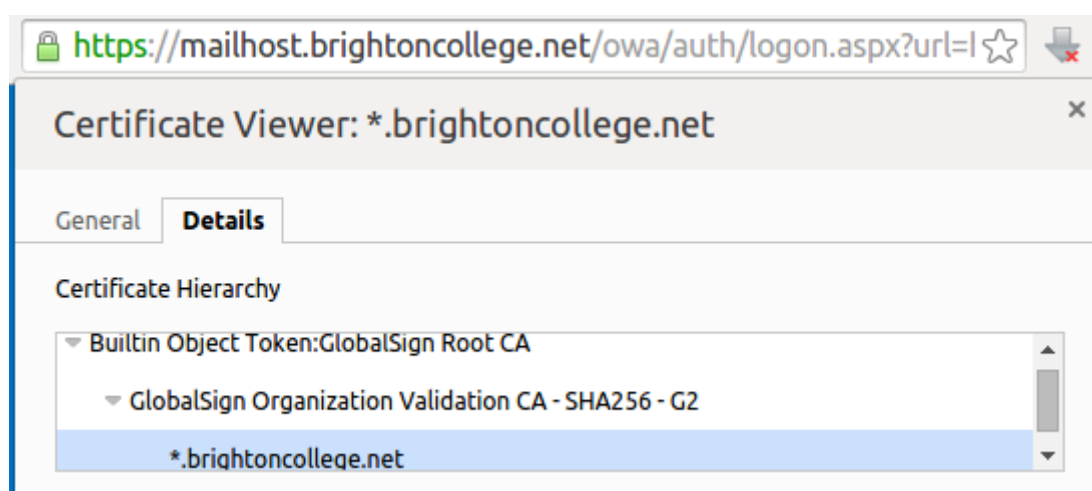 https://mailhost.brightoncollege.net/owa/auth/logon.aspx?url=l
Certificate Viewer: *.brightoncollege.net
General Details
Certificate Hierarchy
Builtin Object Token:GlobalSign Root CA
GlobalSign Organization Validation CA - SHA256 - G2
*.brightoncollege.net